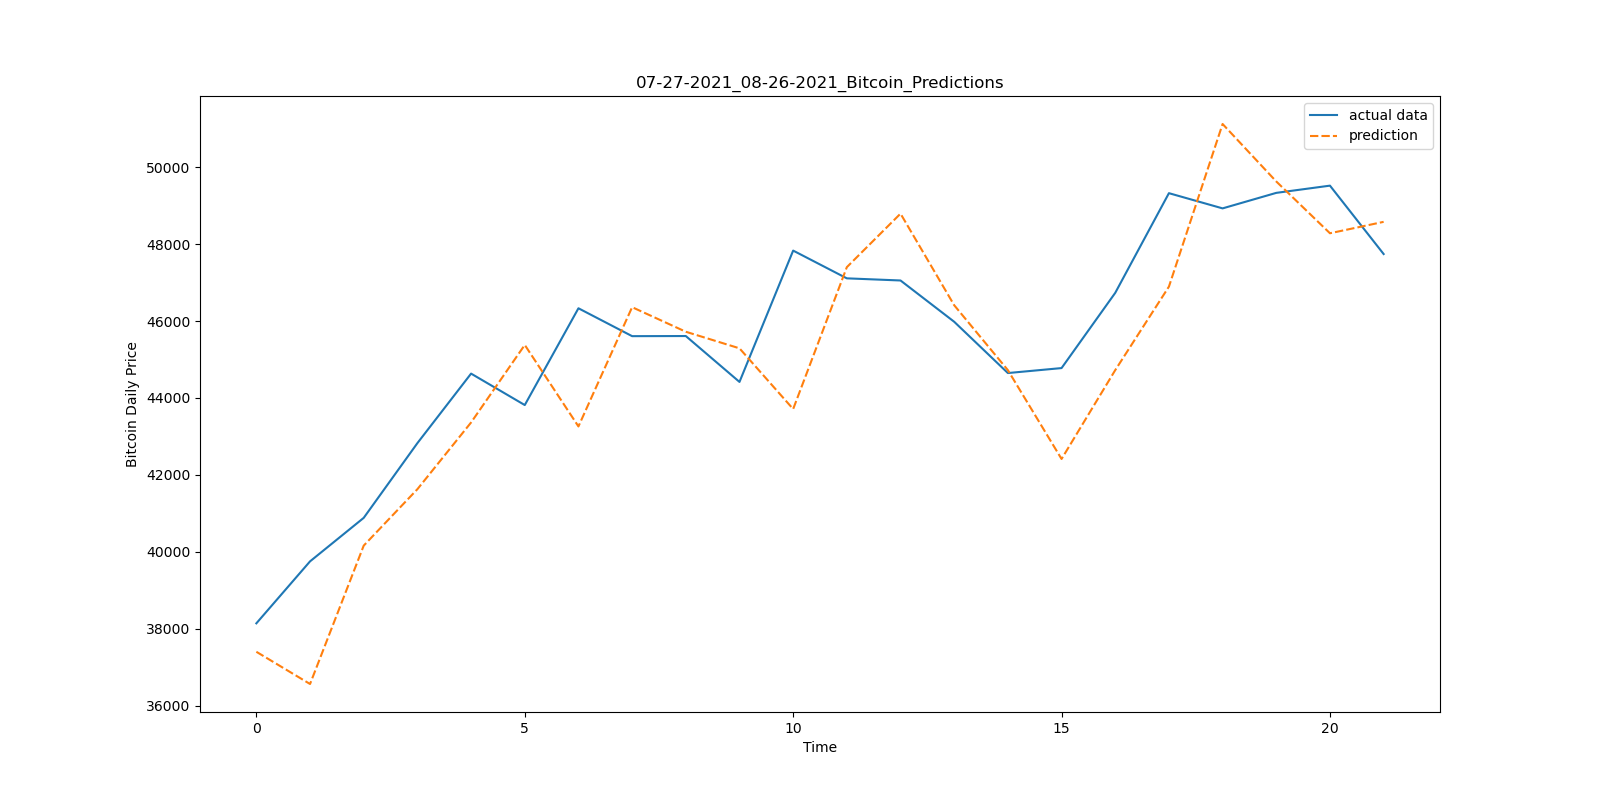 07-27-2021_08-26-2021_Bitcoin_Predictions
actual data
prediction
Bitcoin Daily Price
50000
48000
46000
44000
42000
40000
38000
36000
0 5 10 15 20
Time